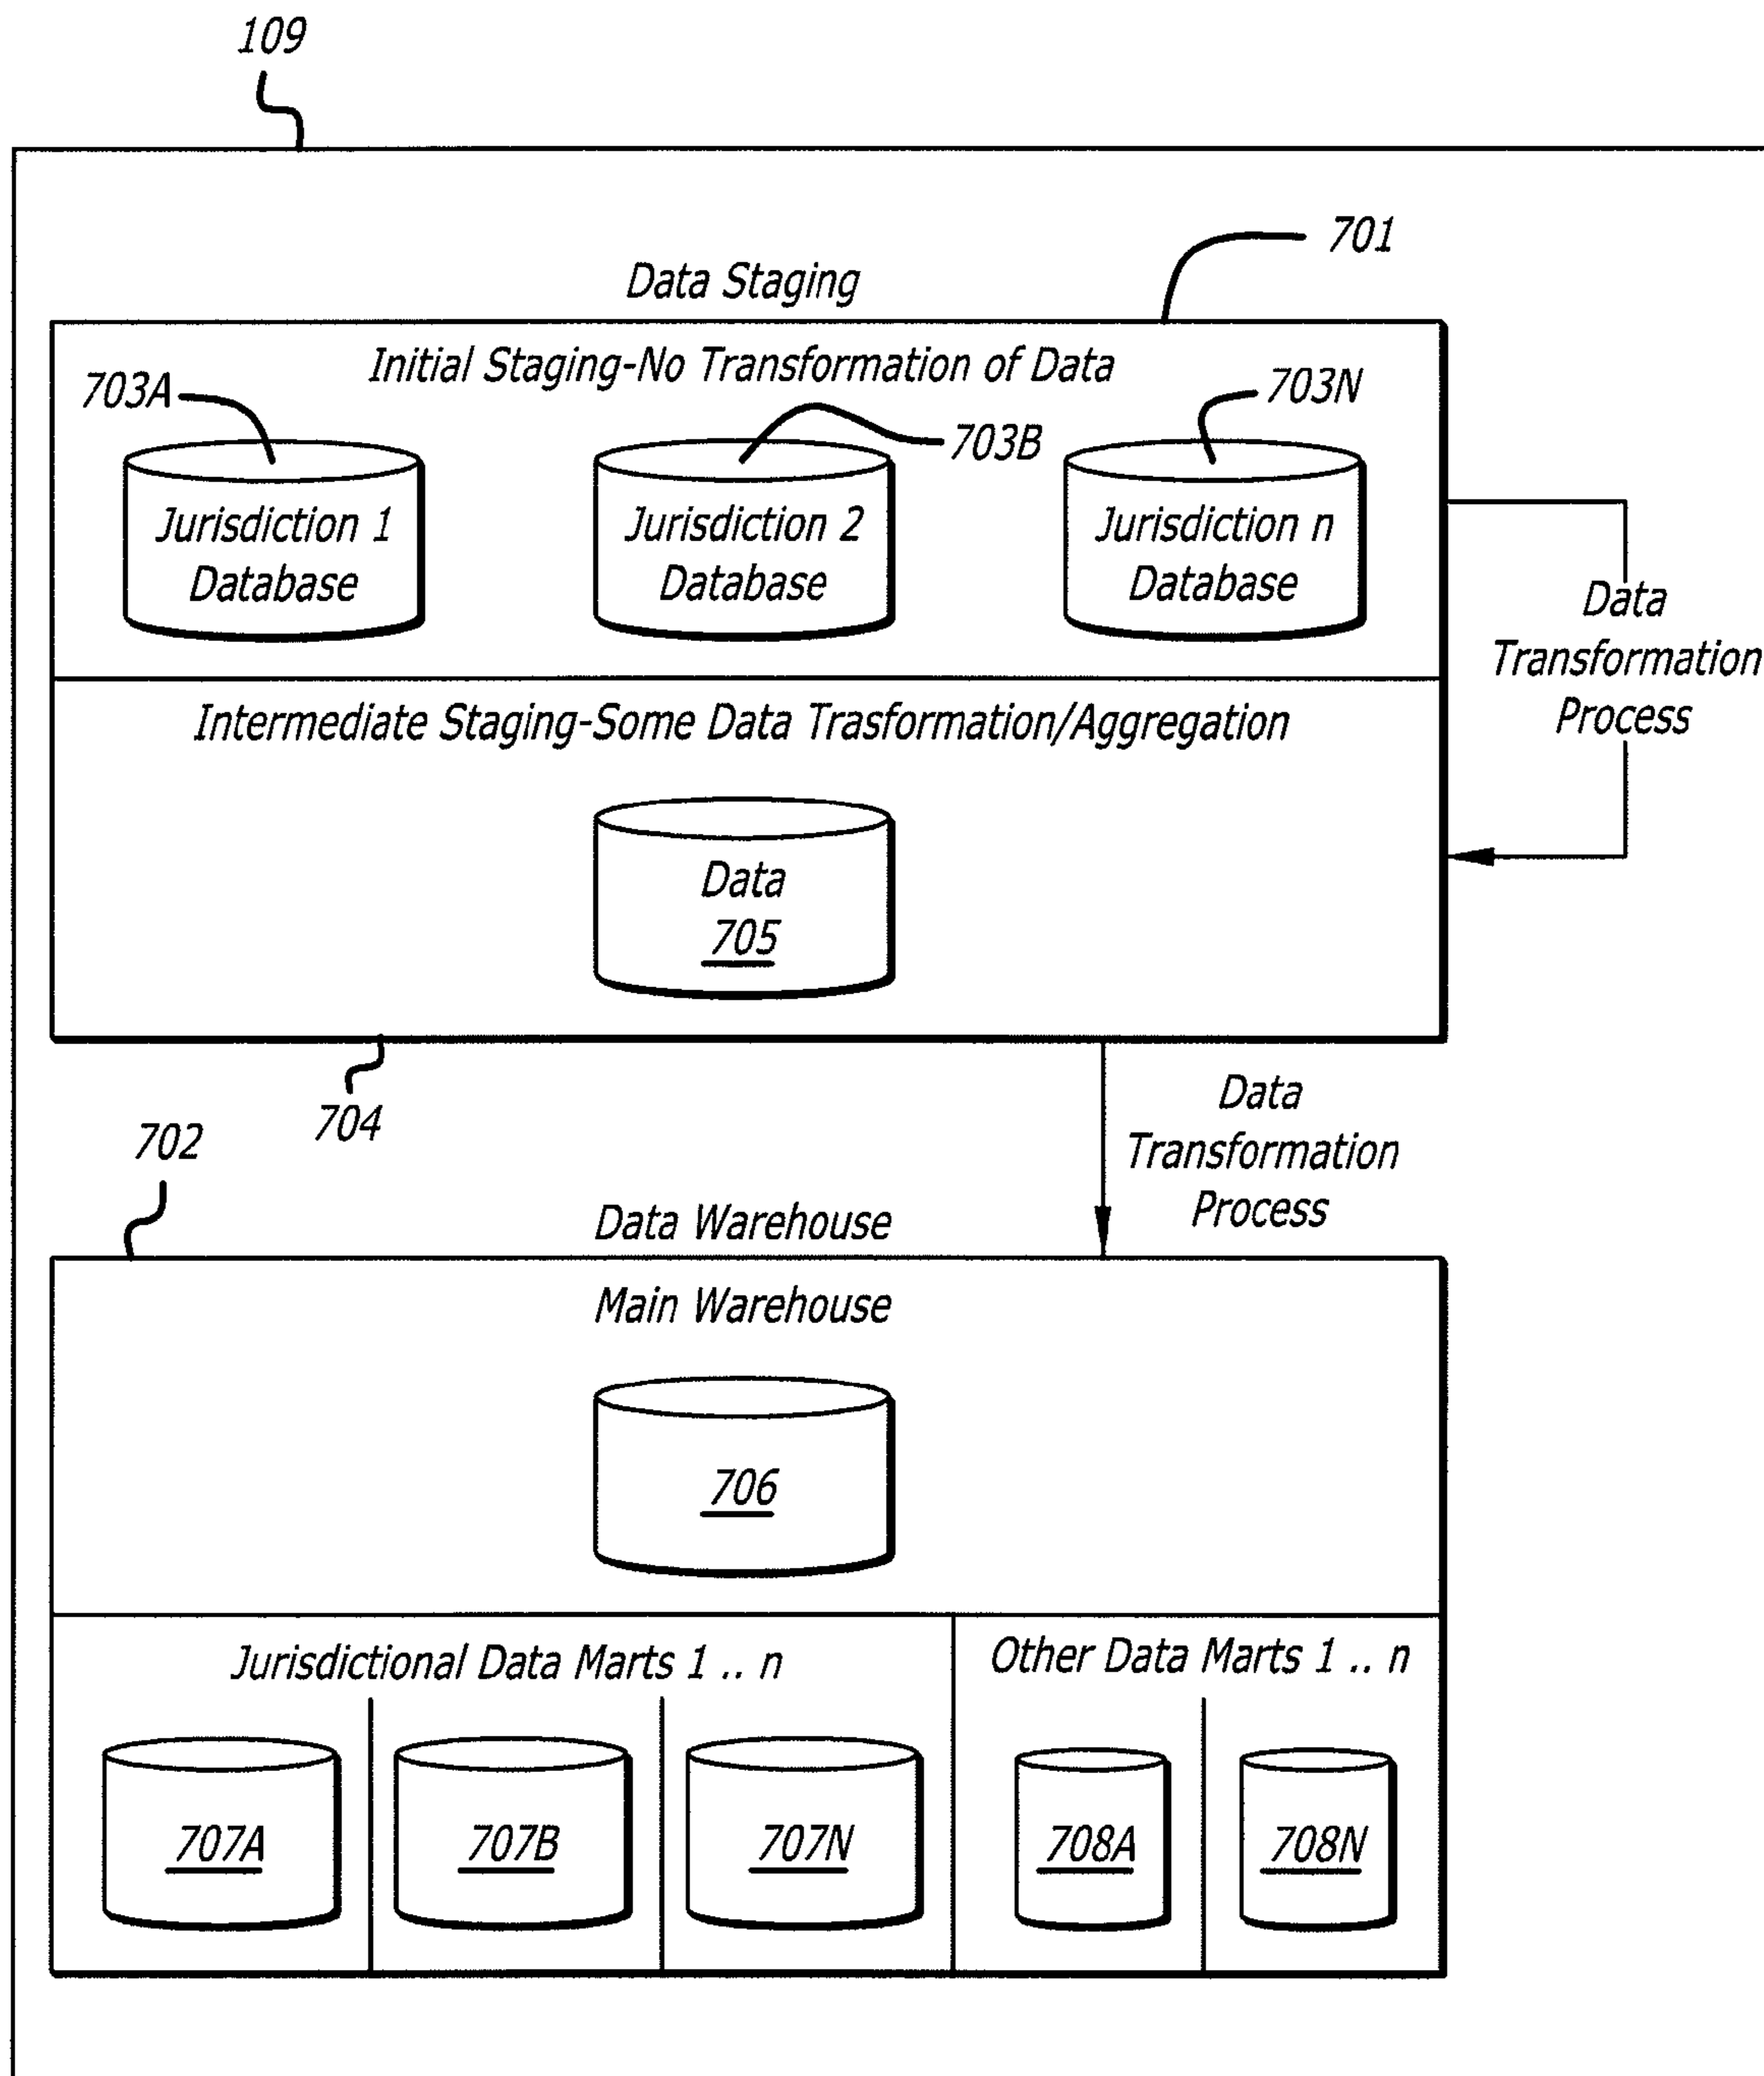 109
701
Data Staging
Initial Staging-No Transformation of Data
703A
703B
703N
Jurisdiction 1
Database
Jurisdiction 2
Database
Jurisdiction n
Database
Data
Transformation
Process
Intermediate Staging-Some Data Trasformation/Aggregation
Data
705
704
Data
Transformation
Process
702
Data Warehouse
Main Warehouse
706
Jurisdictional Data Marts 1 .. n
Other Data Marts 1 .. n
707A
707B
707N
708A
708N